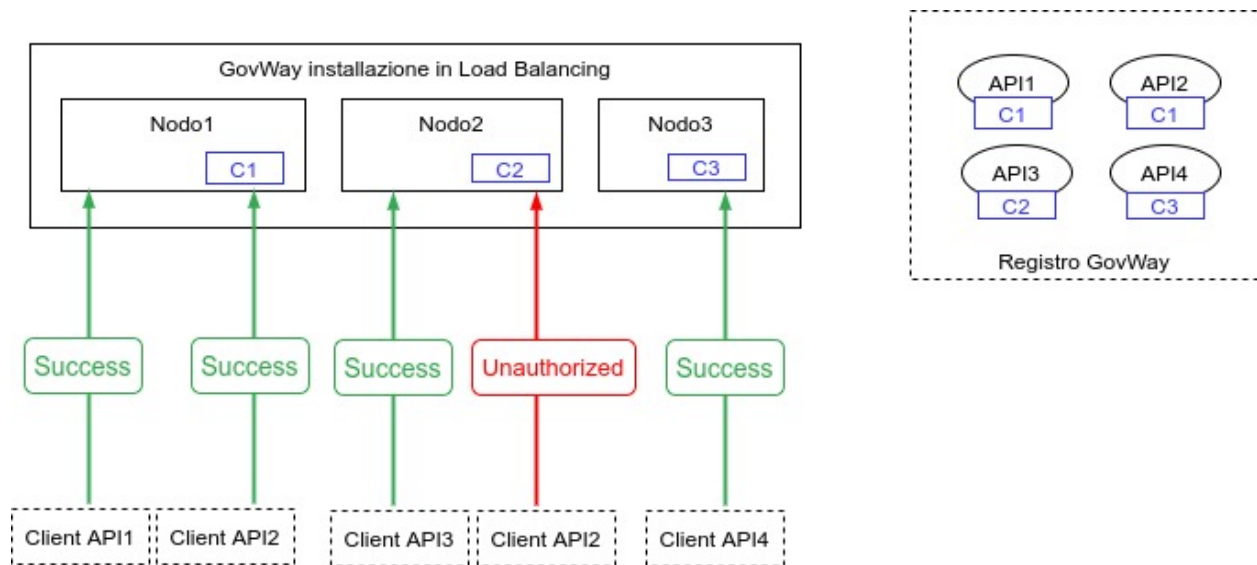 GovWay installazione in Load Balancing
Nodo1
C1
Nodo2
C2
Nodo3
C3
Success
Success
Success
Unauthorized
Success
Client API1
Client API2
Client API3
Client API2
Client API4
API1
C1
API2
C1
API3
C2
API4
C3
Registro GovWay